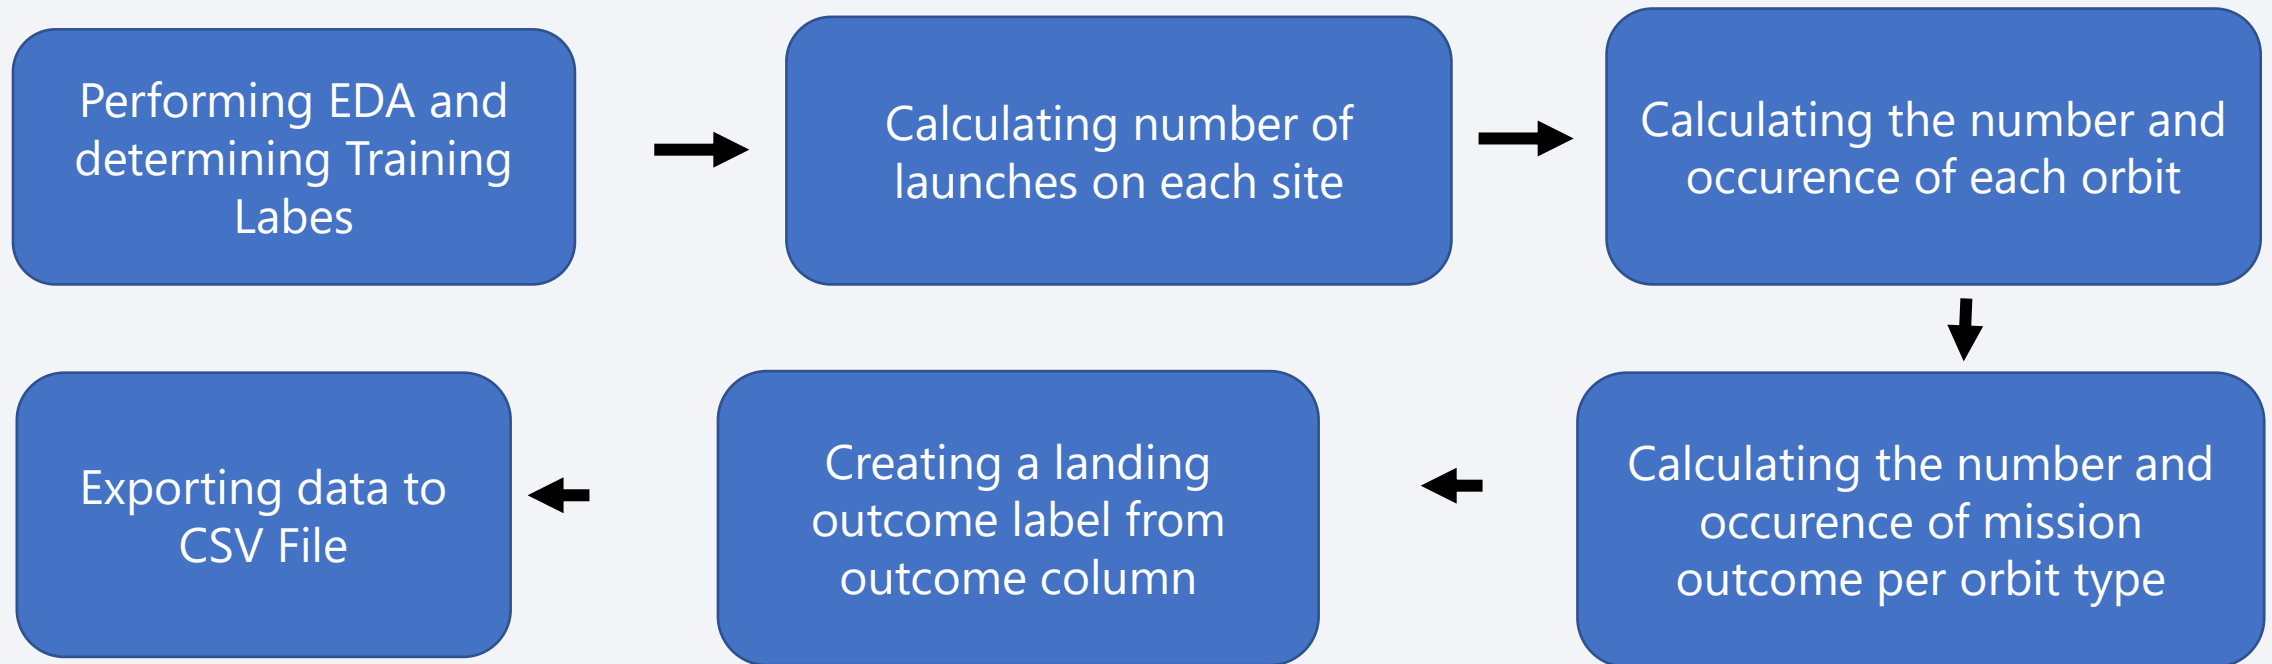 Performing EDA and
determining Training
Labes
Calculating number of
launches on each site
Calculating the number and
occurence of each orbit
Calculating the number and
occurence of mission
outcome per orbit type
Creating a landing
outcome label from
outcome column
Exporting data to
CSV File